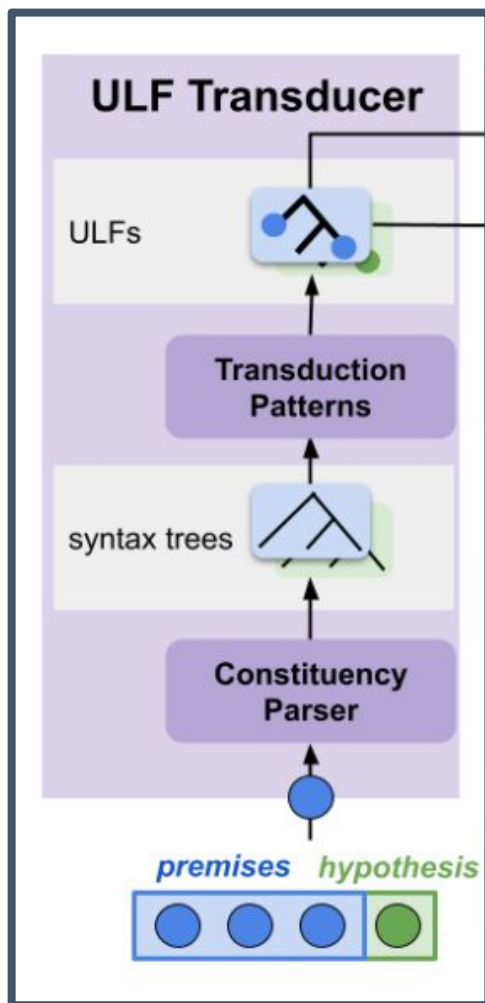 ULF Transducer
ULFs
Transduction
Patterns
syntax trees
Constituency
Parser
premises hypothesis